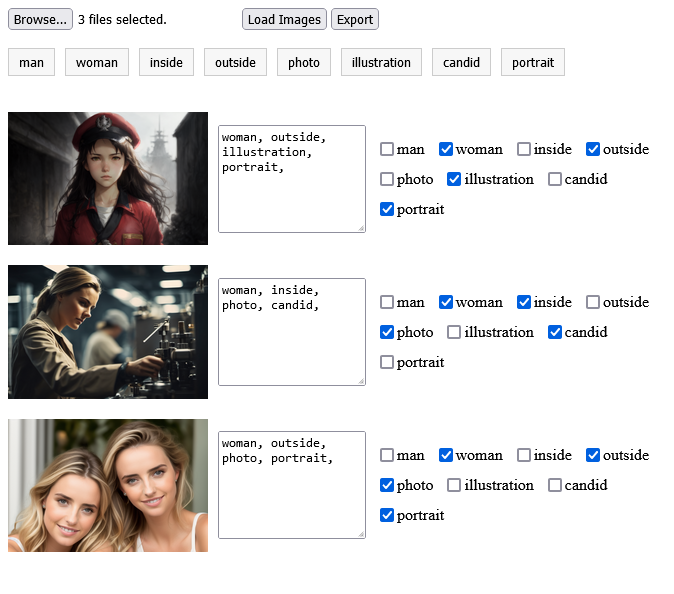 Browse... 3 files selected. Load Images Export
man woman inside outside photo illustration candid portrait
woman, outside,
illustration,
portrait,
man woman inside outside
photo illustration candid
portrait
woman, inside,
photo, candid,
man woman inside outside
photo illustration candid
portrait
woman, outside,
photo, portrait,
man woman inside outside
photo illustration candid
portrait